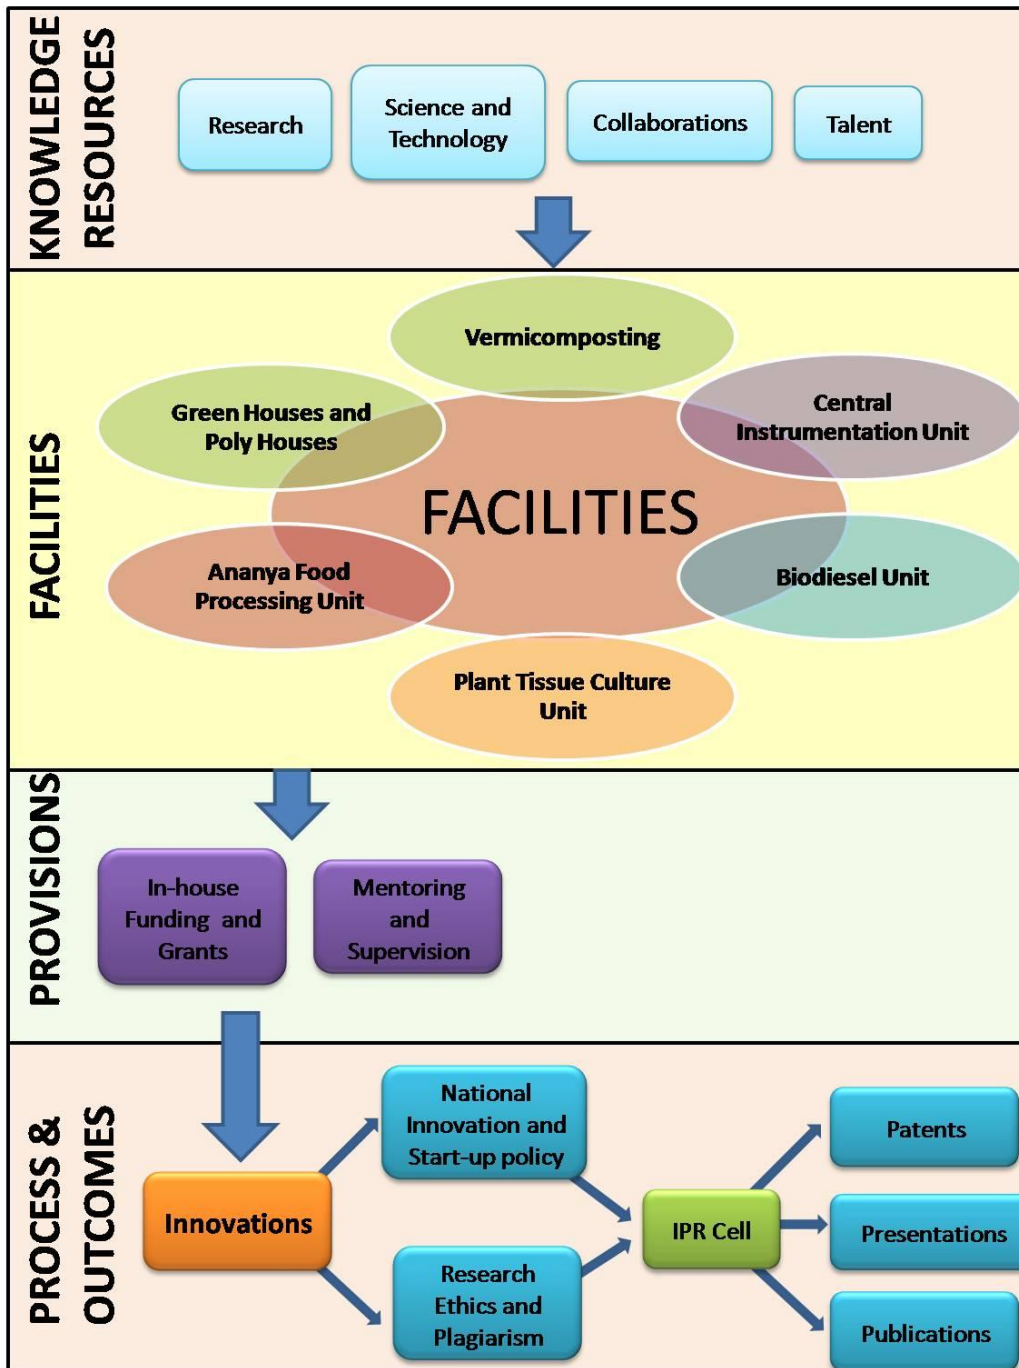 KNOWLEDGE
RESOURCES
Research
Science and
Technology
Collaborations
Talent
FACILITIES
Vermicomposting
Green Houses and
Poly Houses
Central
Instrumentation Unit
FACILITIES
Ananya Food
Processing Unit
Biodiesel Unit
Plant Tissue Culture
Unit
PROVISIONS
In-house
Funding and
Grants
Mentoring
and
Supervision
PROCESS &
OUTCOMES
Innovations
National
Innovation and
Start-up policy
Research
Ethics and
Plagiarism
IPR Cell
Patents
Presentations
Publications